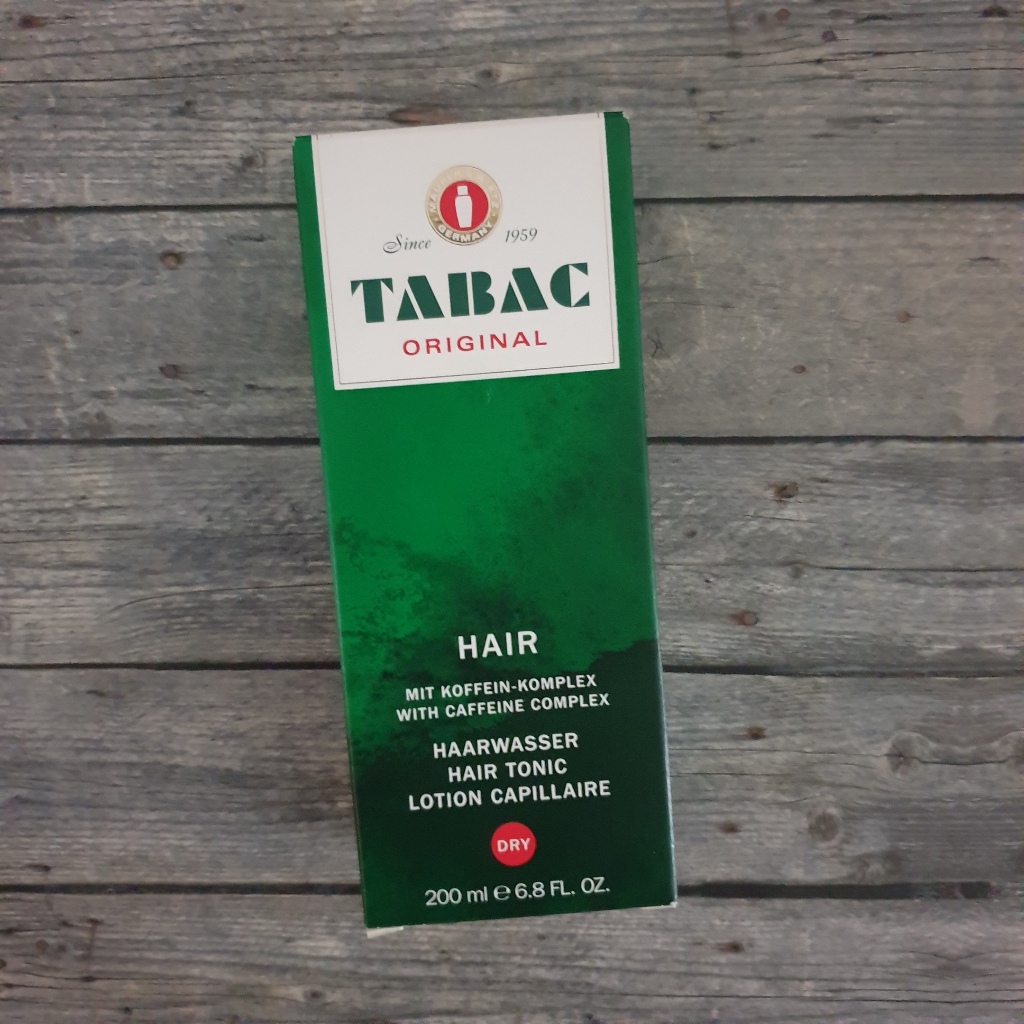 GERMANY
Since 1959
TABAC
ORIGINAL
HAIR
MIT KOFFEIN-KOMPLEX
WITH CAFFEINE COMPLEX
HAARWASSER
HAIR TONIC
LOTION CAPILLAIRE
DRY
200 ml ℮ 6.8 FL. OZ.